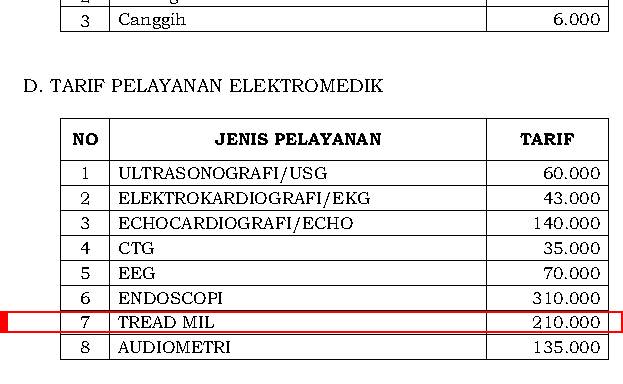 3 Canggih 6.000
D. TARIF PELAYANAN ELEKTROMEDIK
NO JENIS PELAYANAN TARIF
1 ULTRASONOGRAFI/USG 60.000
2 ELEKTROKARDIOGRAFI/EKG 43.000
3 ECHOCARDIOGRAFI/ECHO 140.000
4 CTG 35.000
5 EEG 70.000
6 ENDOSCOPI 310.000
7 TREAD MIL 210.000
8 AUDIOMETRI 135.000